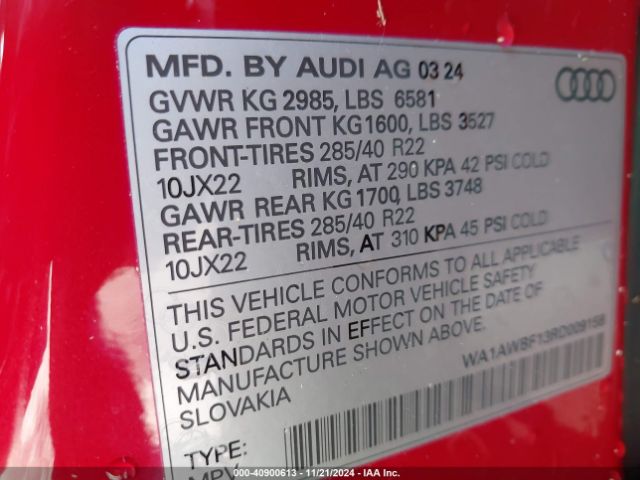 MFD. BY AUDI AG 03 24
GVWR KG 2985, LBS 6581
GAWR FRONT KG1600, LBS 3527
FRONT-TIRES 285/40 R22
10JX22 RIMS, AT 290 KPA 42 PSI COLD
GAWR REAR KG 1700, LBS 3748
REAR-TIRES 285/40 R22
10JX22 RIMS, AT 310 KPA 45 PSI COLD
THIS VEHICLE CONFORMS TO ALL APPLICABLE
U.S. FEDERAL MOTOR VEHICLE SAFETY
STANDARDS IN EFFECT ON THE DATE OF
MANUFACTURE SHOWN ABOVE.
SLOVAKIA
TYPE:
MPV
000-40900613 - 11/21/2024 - IAA Inc.